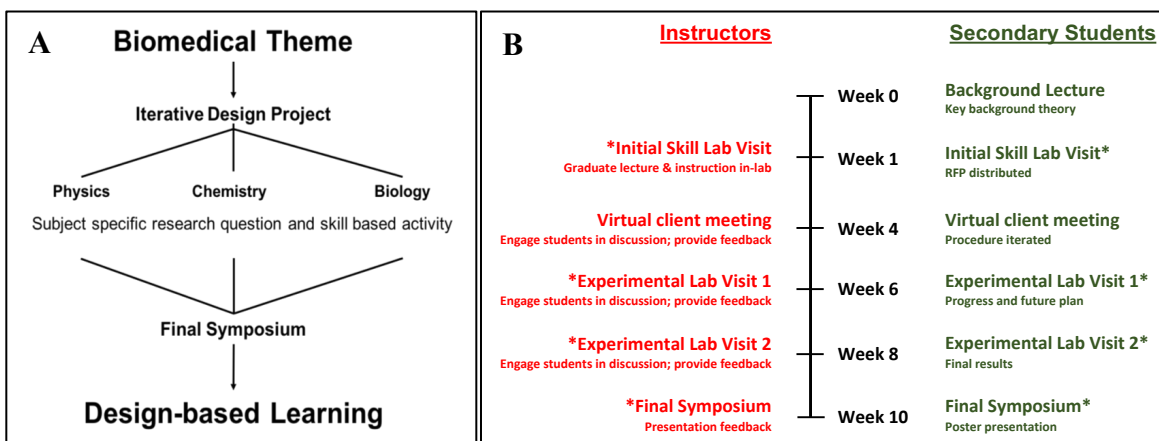 A
Biomedical Theme
Iterative Design Project
Physics Chemistry Biology
Subject specific research question and skill based activity
Final Symposium
Design-based Learning
B
Instructors Secondary Students
Week 0
Background Lecture
Key background theory
*Initial Skill Lab Visit
Graduate lecture & instruction in-lab
Week 1
Initial Skill Lab Visit*
RFP distributed
Virtual client meeting
Engage students in discussion; provide feedback
Week 4
Virtual client meeting
Procedure iterated
*Experimental Lab Visit 1
Engage students in discussion; provide feedback
Week 6
Experimental Lab Visit 1*
Progress and future plan
*Experimental Lab Visit 2
Engage students in discussion; provide feedback
Week 8
Experimental Lab Visit 2*
Final results
*Final Symposium
Presentation feedback
Week 10
Final Symposium*
Poster presentation